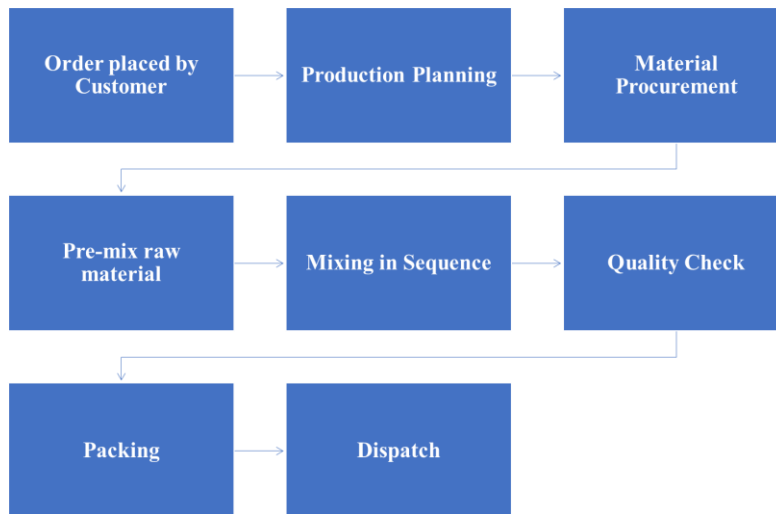 Order placed by
Customer
Production Planning
Material
Procurement
Pre-mix raw
material
Mixing in Sequence
Quality Check
Packing
Dispatch